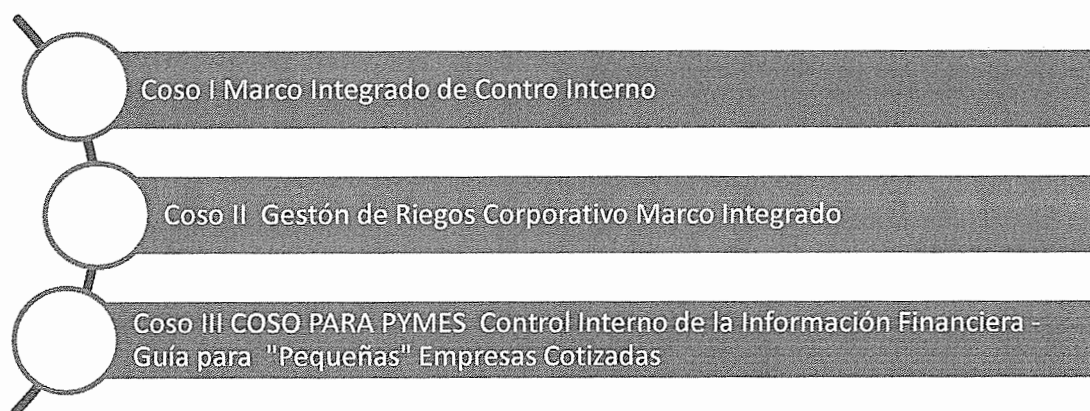 Coso I Marco Integrado de Contro Interno
Coso II Gestón de Riegos Corporativo Marco Integrado
Coso III COSO PARA PYMES Control Interno de la Información Financiera -
Guía para "Pequeñas" Empresas Cotizadas